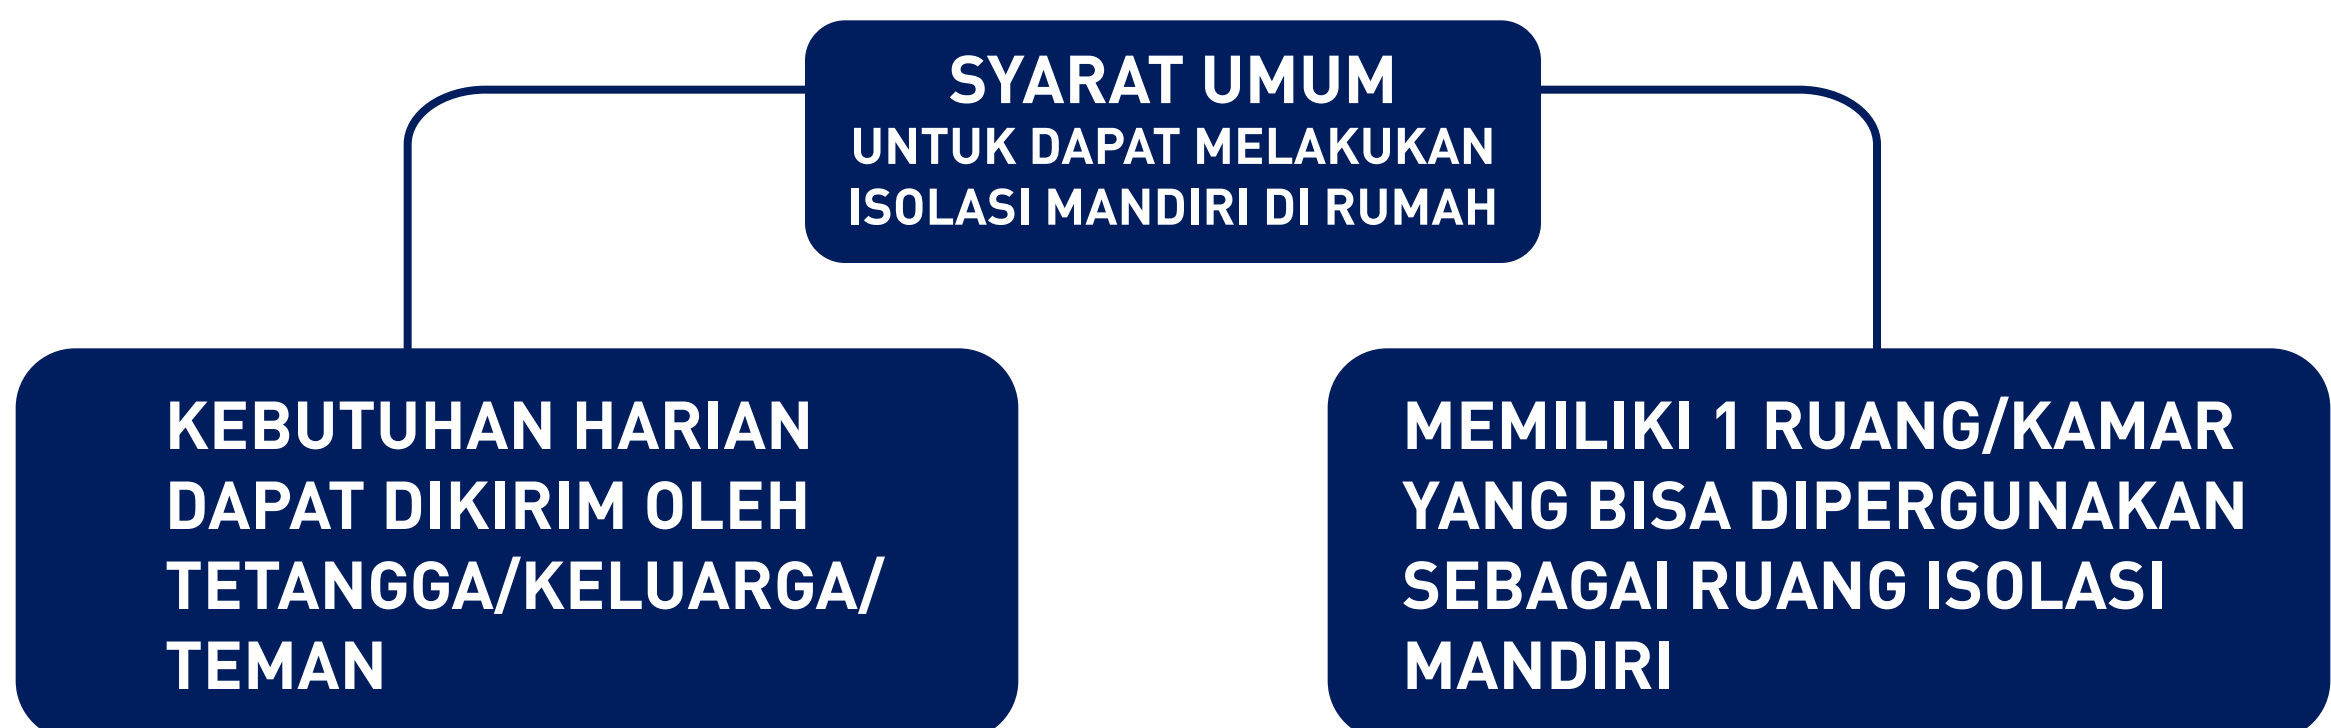 SYARAT UMUM
UNTUK DAPAT MELAKUKAN
ISOLASI MANDIRI DI RUMAH
KEBUTUHAN HARIAN
DAPAT DIKIRIM OLEH
TETANGGA/KELUARGA/
TEMAN
MEMILIKI 1 RUANG/KAMAR
YANG BISA DIPERGUNAKAN
SEBAGAI RUANG ISOLASI
MANDIRI